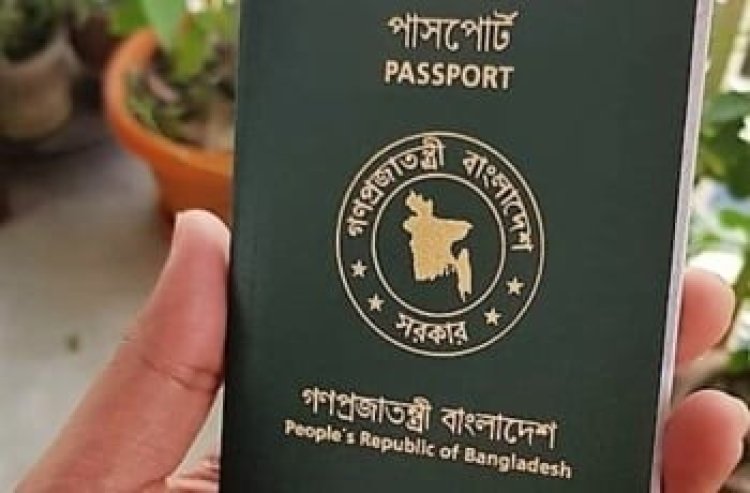 পাসপোর্ট
PASSPORT
গণপ্রজাতন্ত্রী বাংলাদেশ
সরকার
গণপ্রজাতন্ত্রী বাংলাদেশ
People's Republic of Bangladesh